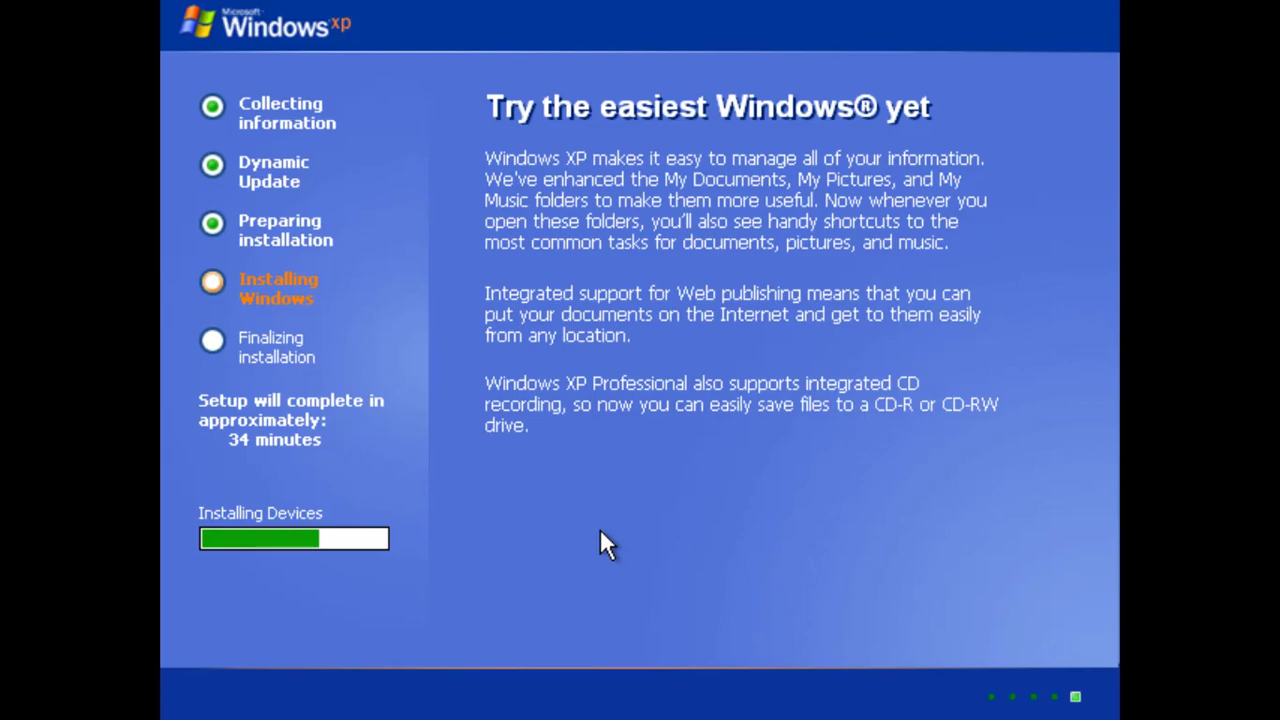 Microsoft
Windows xp
Collecting
information
Dynamic
Update
Preparing
installation
Installing
Windows
Finalizing
installation
Setup will complete in
approximately:
34 minutes
Installing Devices
Try the easiest Windows® yet
Windows XP makes it easy to manage all of your information.
We've enhanced the My Documents, My Pictures, and My
Music folders to make them more useful. Now whenever you
open these folders, you'll also see handy shortcuts to the
most common tasks for documents, pictures, and music.
Integrated support for Web publishing means that you can
put your documents on the Internet and get to them easily
from any location.
Windows XP Professional also supports integrated CD
recording, so now you can easily save files to a CD-R or CD-RW
drive.